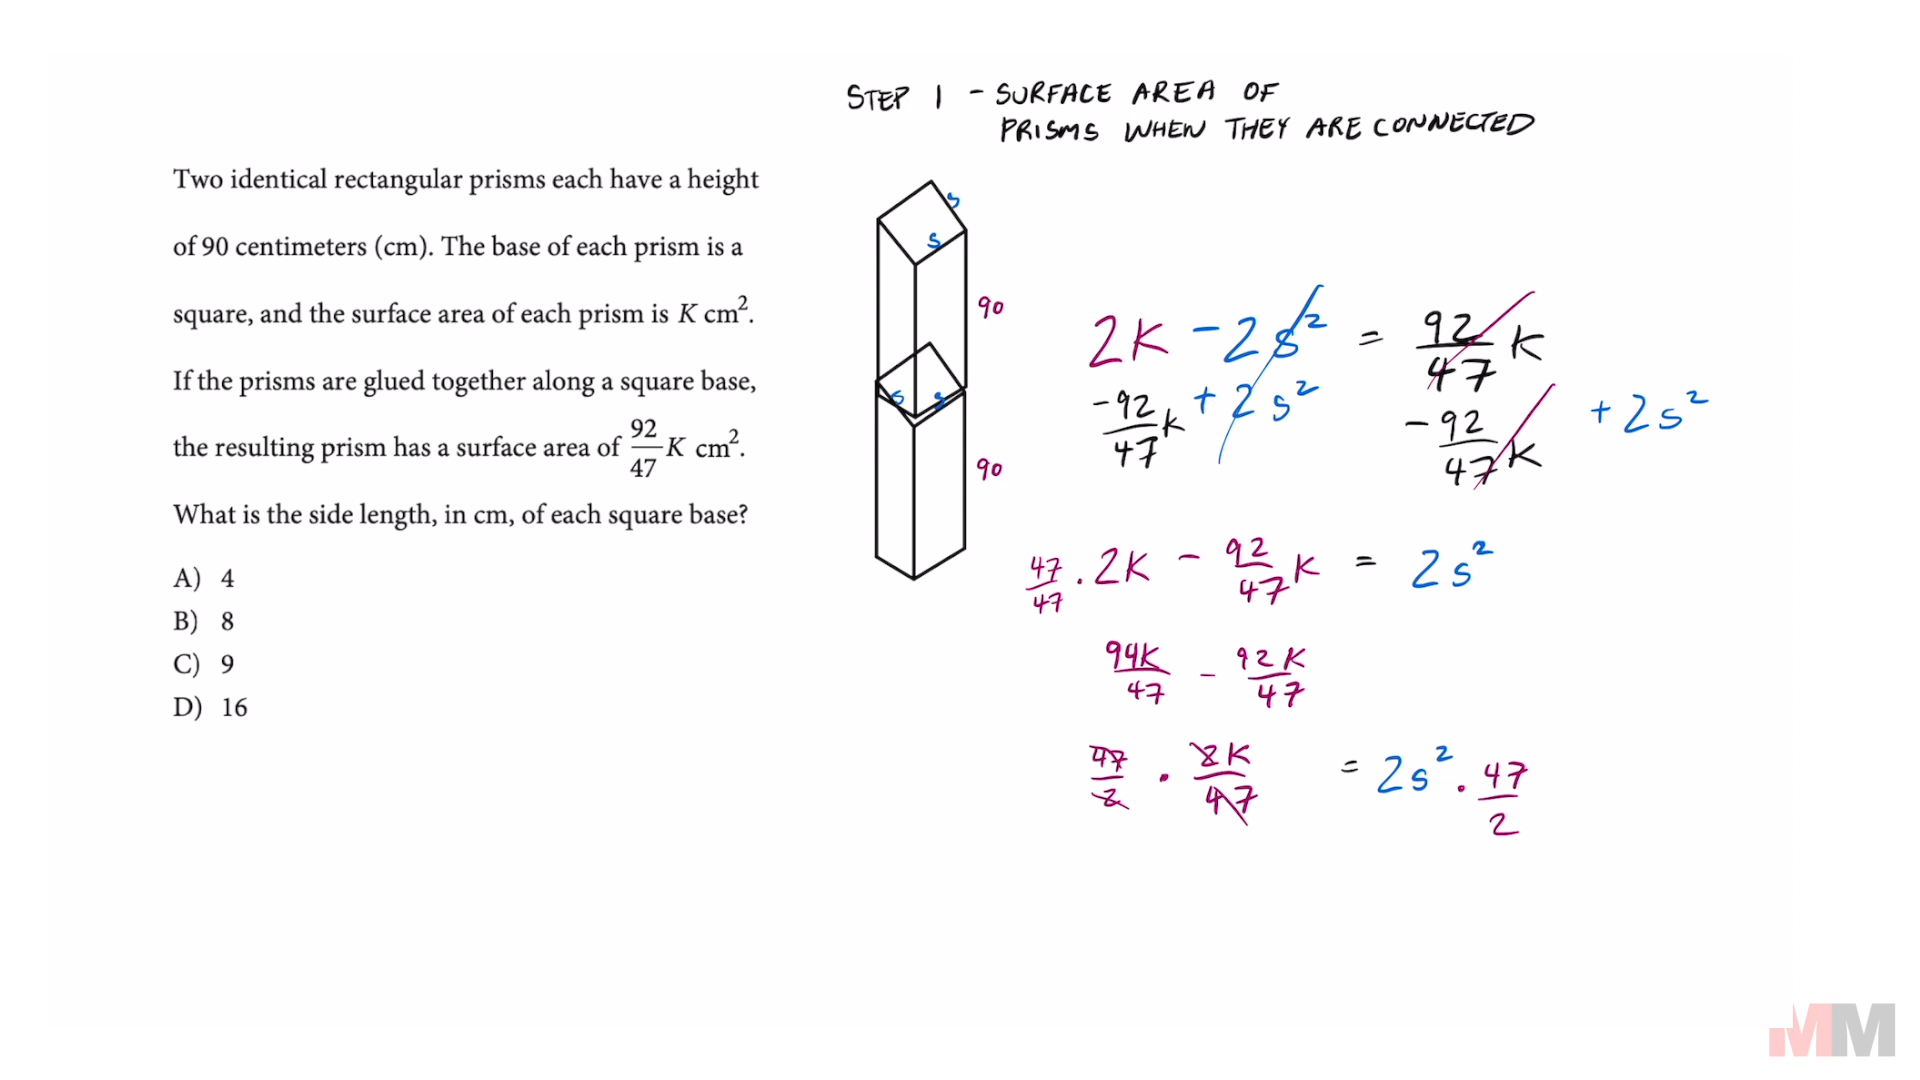 STEP 1 - SURFACE AREA OF
PRISMS WHEN THEY ARE CONNECTED
Two identical rectangular prisms each have a height
of 90 centimeters (cm). The base of each prism is a
square, and the surface area of each prism is K cm².
If the prisms are glued together along a square base,
the resulting prism has a surface area of 92/47 K cm².
What is the side length, in cm, of each square base?
A) 4
B) 8
C) 9
D) 16
s
s
90
s s
90
2K - 2s² = 92/47 K
-92/47 K + 2s² -92/47 K + 2s²
47/47 · 2K - 92/47 K = 2s²
94K/47 - 92K/47
47/2 · 2K/47 = 2s² · 47/2
MM